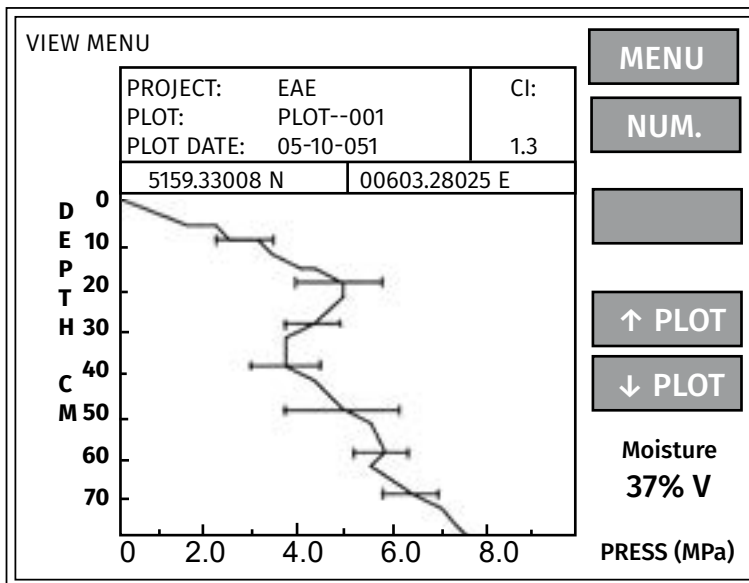 VIEW MENU
MENU
PROJECT: EAE CI:
PLOT: PLOT--001
NUM.
PLOT DATE: 05-10-051 1.3
5159.33008 N 00603.28025 E
DEPTH CM
0
10
20
30
40
50
60
70
↑ PLOT
↓ PLOT
Moisture
37% V
0 2.0 4.0 6.0 8.0
PRESS (MPa)